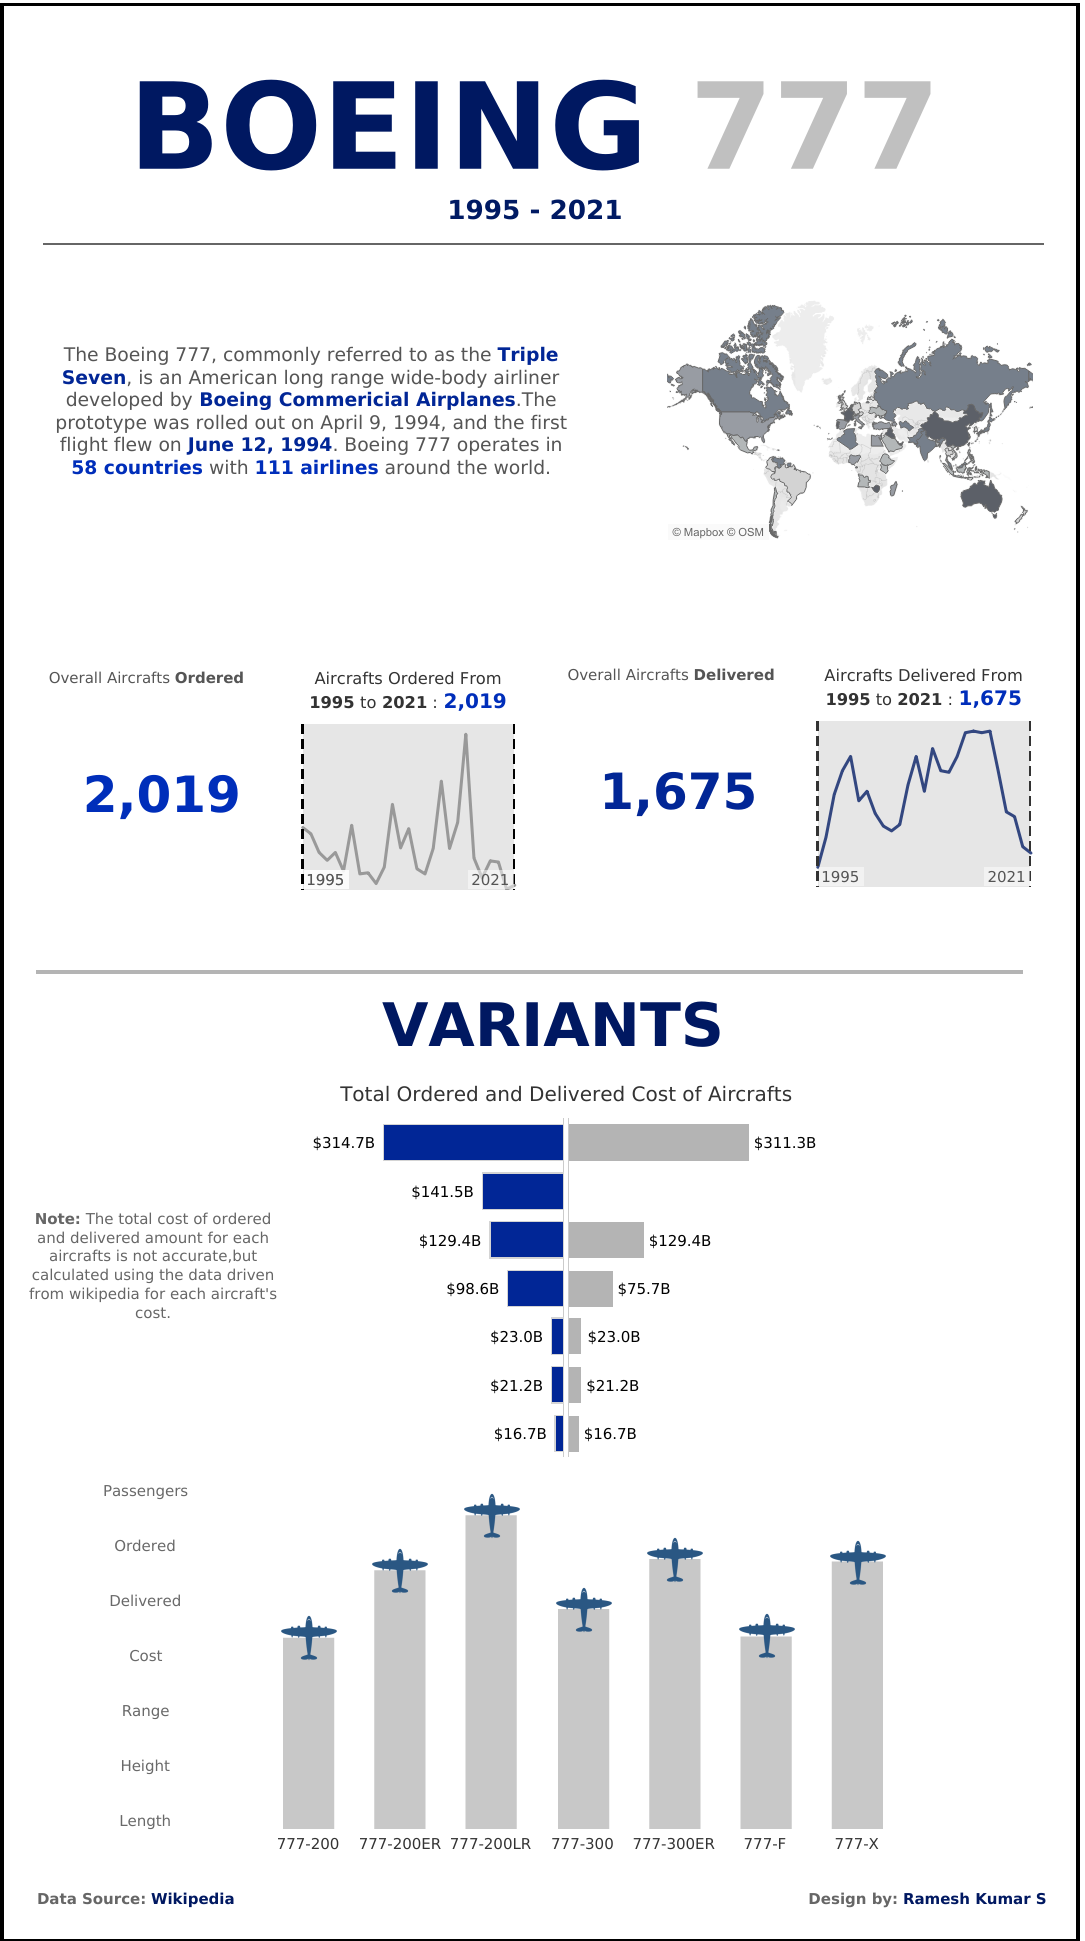 BOEING 777
1995 - 2021
The Boeing 777, commonly referred to as the Triple
Seven, is an American long range wide-body airliner
developed by Boeing Commericial Airplanes.The
prototype was rolled out on April 9, 1994, and the first
flight flew on June 12, 1994. Boeing 777 operates in
58 countries with 111 airlines around the world.
© Mapbox © OSM
Overall Aircrafts Ordered
2,019
Aircrafts Ordered From
1995 to 2021 : 2,019
1995
2021
Overall Aircrafts Delivered
1,675
Aircrafts Delivered From
1995 to 2021 : 1,675
1995
2021
VARIANTS
Total Ordered and Delivered Cost of Aircrafts
$314.7B $311.3B
$141.5B
$129.4B $129.4B
$98.6B $75.7B
$23.0B $23.0B
$21.2B $21.2B
$16.7B $16.7B
Note: The total cost of ordered
and delivered amount for each
aircrafts is not accurate,but
calculated using the data driven
from wikipedia for each aircraft's
cost.
Passengers
Ordered
Delivered
Cost
Range
Height
Length
777-200 777-200ER 777-200LR 777-300 777-300ER 777-F 777-X
Data Source: Wikipedia
Design by: Ramesh Kumar S